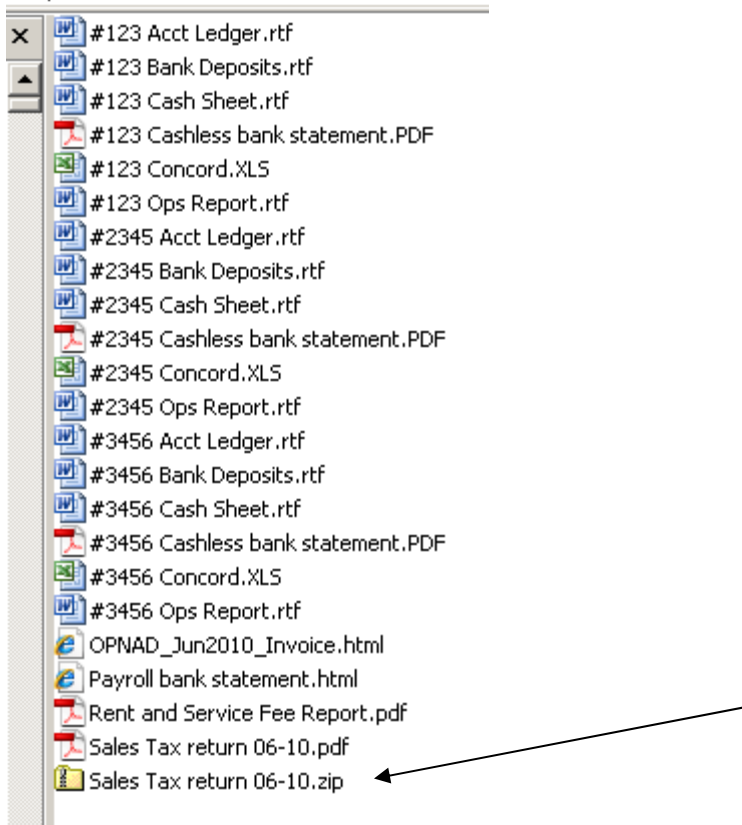 #123 Acct Ledger.rtf
#123 Bank Deposits.rtf
#123 Cash Sheet.rtf
#123 Cashless bank statement.PDF
#123 Concord.XLS
#123 Ops Report.rtf
#2345 Acct Ledger.rtf
#2345 Bank Deposits.rtf
#2345 Cash Sheet.rtf
#2345 Cashless bank statement.PDF
#2345 Concord.XLS
#2345 Ops Report.rtf
#3456 Acct Ledger.rtf
#3456 Bank Deposits.rtf
#3456 Cash Sheet.rtf
#3456 Cashless bank statement.PDF
#3456 Concord.XLS
#3456 Ops Report.rtf
OPNAD_Jun2010_Invoice.html
Payroll bank statement.html
Rent and Service Fee Report.pdf
Sales Tax return 06-10.pdf
Sales Tax return 06-10.zip